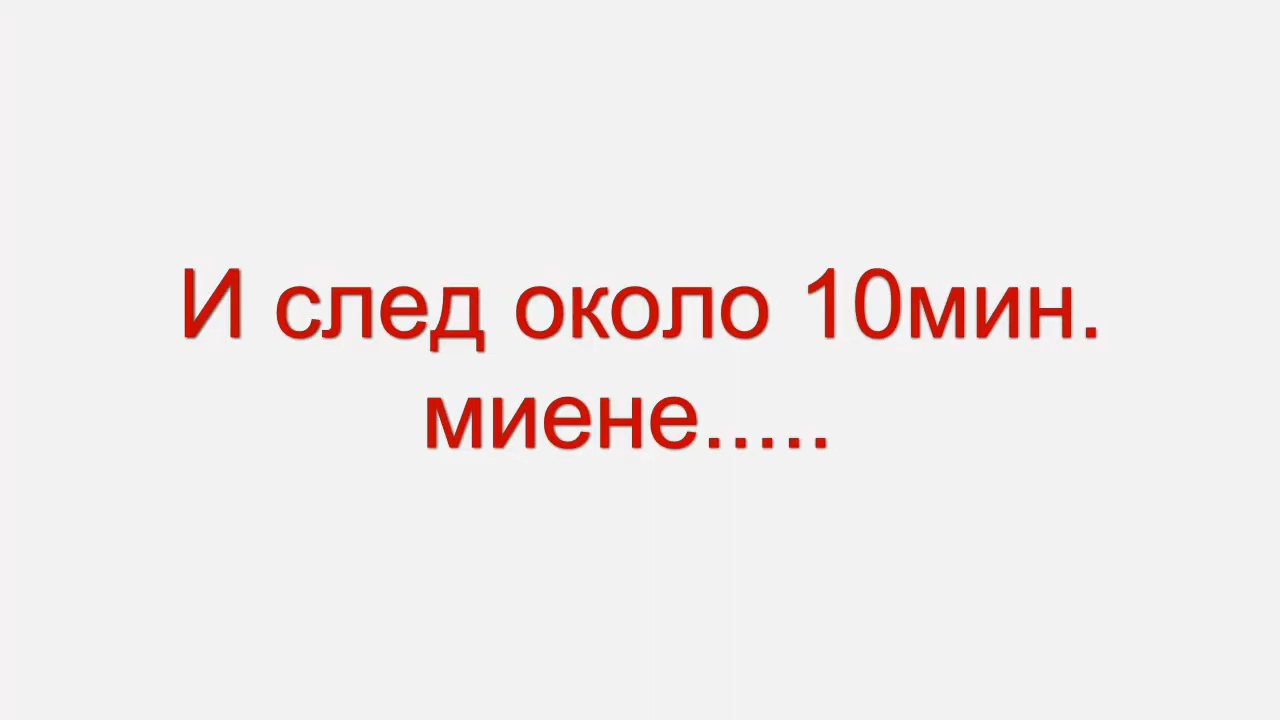 И след около 10мин.
миене.....